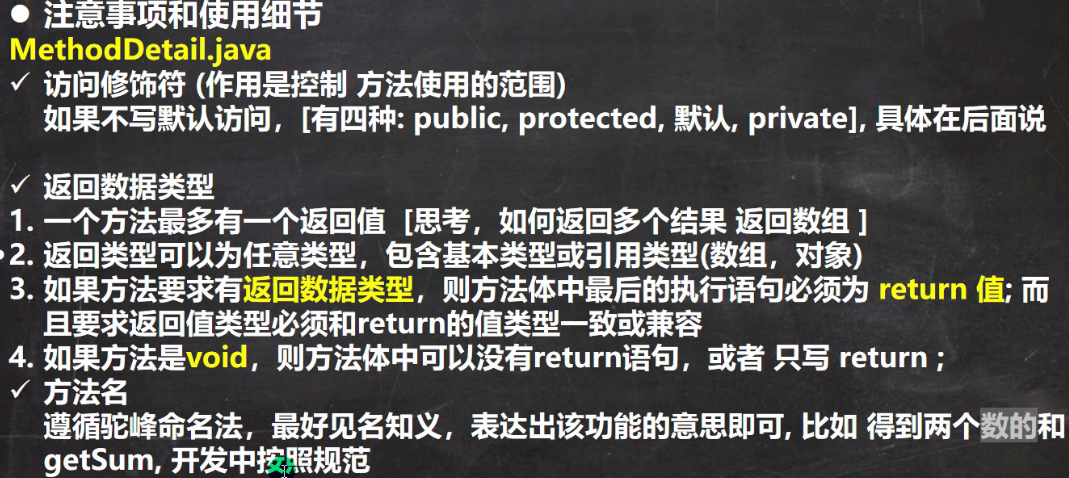 ● 注意事项和使用细节
MethodDetail.java
✓ 访问修饰符 (作用是控制 方法使用的范围)
如果不写默认访问，[有四种: public, protected, 默认, private], 具体在后面说
✓ 返回数据类型
1. 一个方法最多有一个返回值 [思考，如何返回多个结果 返回数组 ]
2. 返回类型可以为任意类型，包含基本类型或引用类型(数组，对象)
3. 如果方法要求有返回数据类型，则方法体中最后的执行语句必须为 return 值; 而
且要求返回值类型必须和return的值类型一致或兼容
4. 如果方法是void，则方法体中可以没有return语句，或者 只写 return ;
✓ 方法名
遵循驼峰命名法，最好见名知义，表达出该功能的意思即可, 比如 得到两个数的和
getSum, 开发中按照规范